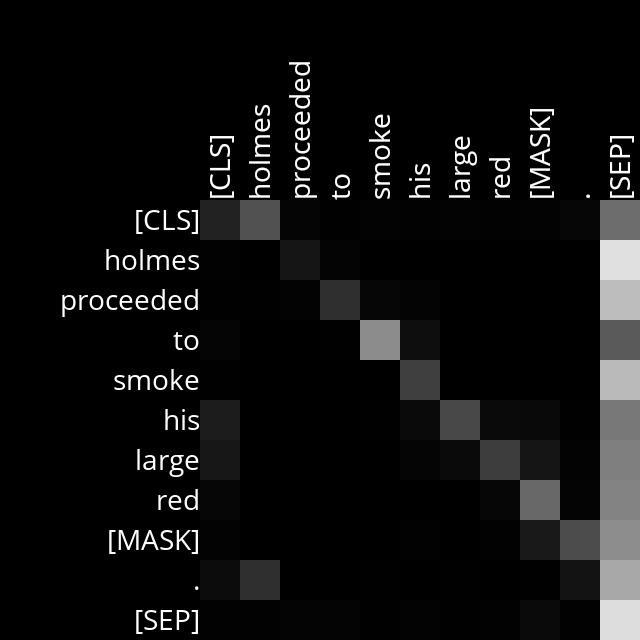 [CLS] holmes proceeded to smoke his large red [MASK] . [SEP]
[CLS]
holmes
proceeded
to
smoke
his
large
red
[MASK]
.
[SEP]